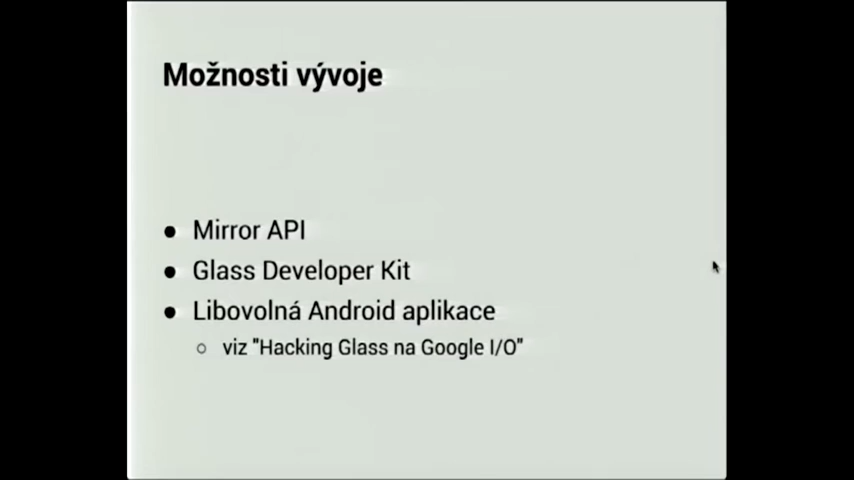 Možnosti vývoje
● Mirror API
● Glass Developer Kit
● Libovolná Android aplikace
○ viz "Hacking Glass na Google I/O"